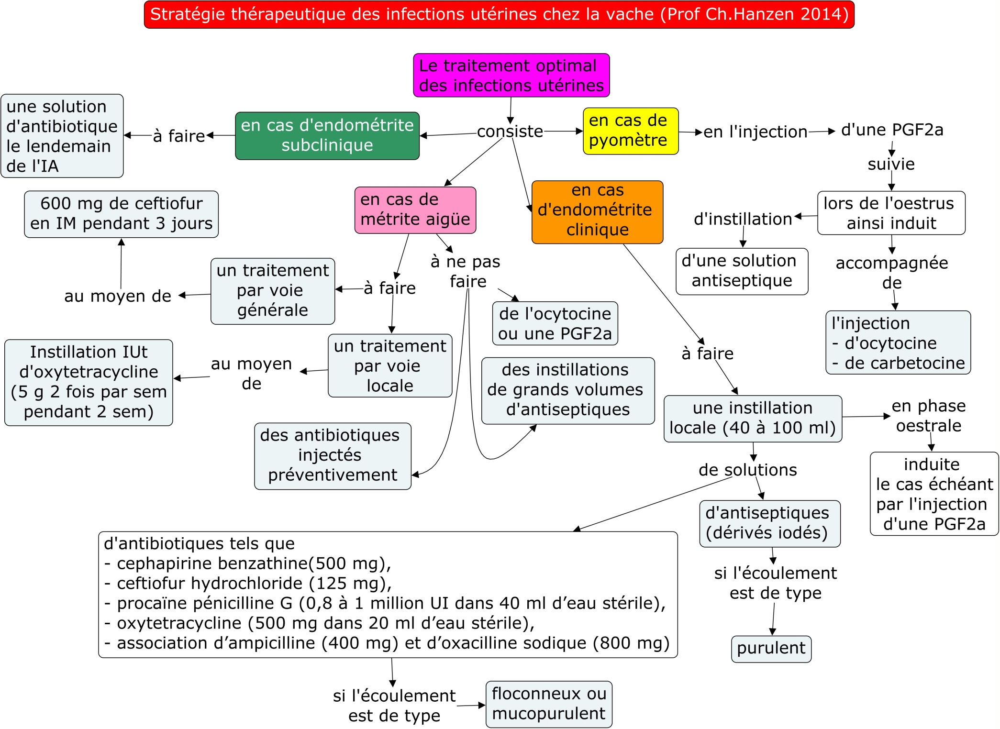 Stratégie thérapeutique des infections utérines chez la vache (Prof Ch.Hanzen 2014)
Le traitement optimal
des infections utérines
consiste
en cas d'endométrite
subclinique
à faire
une solution
d'antibiotique
le lendemain
de l'IA
en cas de
pyomètre
en l'injection
d'une PGF2a
suivie
lors de l'oestrus
ainsi induit
d'instillation
d'une solution
antiseptique
accompagnée
de
l'injection
- d'ocytocine
- de carbetocine
en cas de
métrite aigüe
à faire
un traitement
par voie
générale
au moyen de
600 mg de ceftiofur
en IM pendant 3 jours
un traitement
par voie
locale
au moyen
de
Instillation IUt
d'oxytetracycline
(5 g 2 fois par sem
pendant 2 sem)
à ne pas
faire
de l'ocytocine
ou une PGF2a
des instillations
de grands volumes
d'antiseptiques
des antibiotiques
injectés
préventivement
en cas
d'endométrite
clinique
à faire
une instillation
locale (40 à 100 ml)
en phase
oestrale
induite
le cas échéant
par l'injection
d'une PGF2a
de solutions
d'antiseptiques
(dérivés iodés)
si l'écoulement
est de type
purulent
d'antibiotiques tels que
- cephapirine benzathine(500 mg),
- ceftiofur hydrochloride (125 mg),
- procaïne pénicilline G (0,8 à 1 million UI dans 40 ml d’eau stérile),
- oxytetracycline (500 mg dans 20 ml d’eau stérile),
- association d’ampicilline (400 mg) et d’oxacilline sodique (800 mg)
si l'écoulement
est de type
floconneux ou
mucopurulent